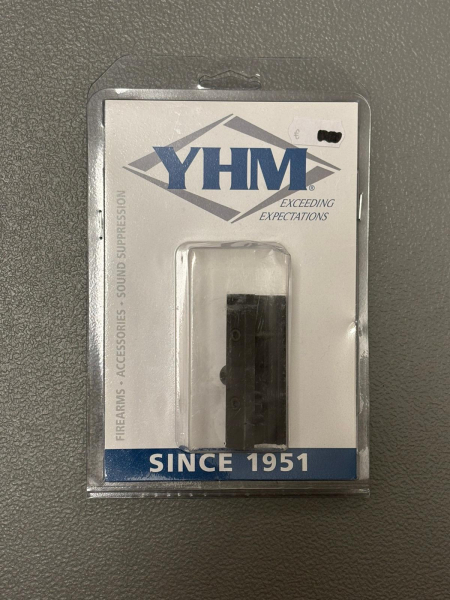 €
YHM®
EXCEEDING
EXPECTATIONS
FIREARMS • ACCESSORIES • SOUND SUPPRESSION
SINCE 1951